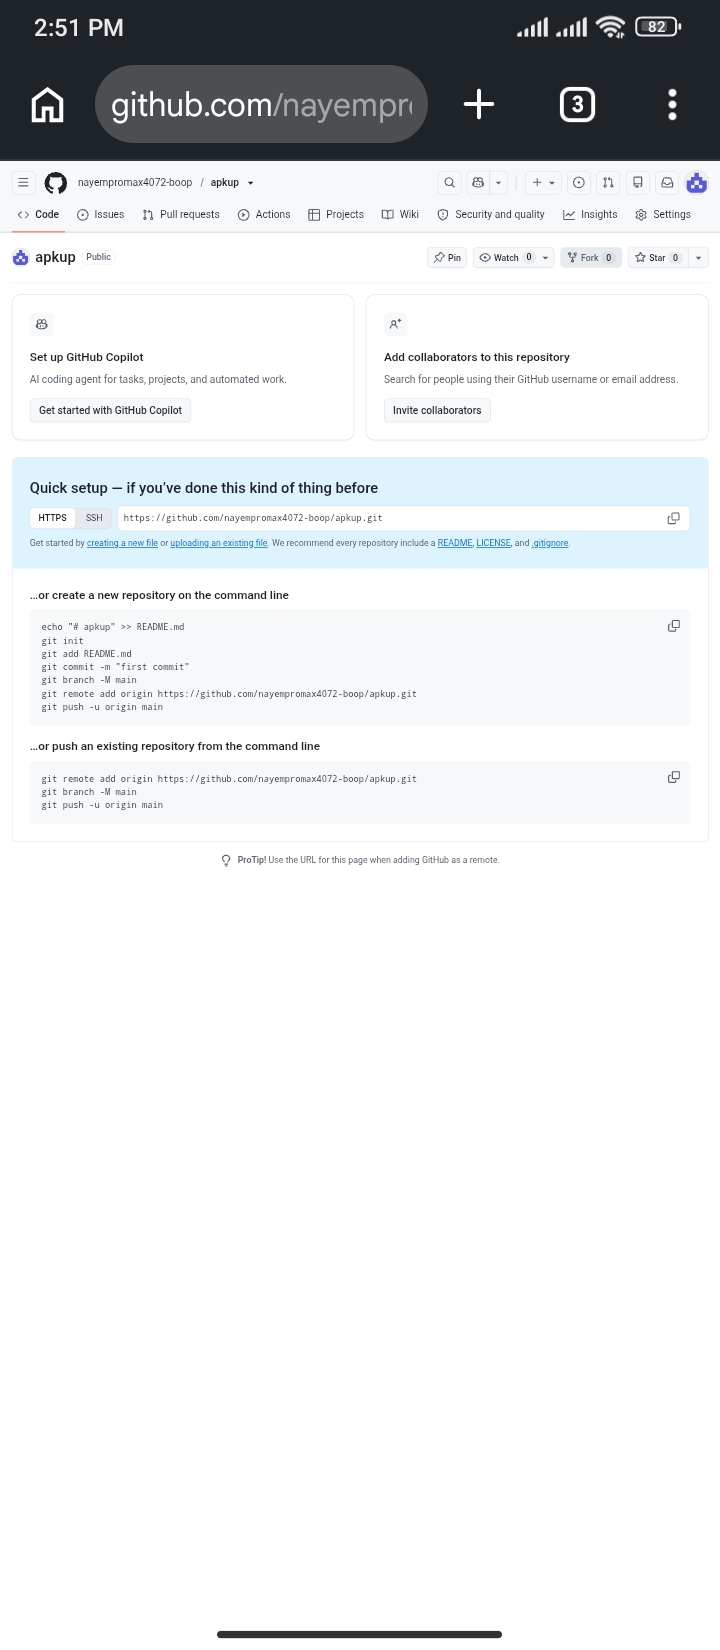 2:51 PM
82
github.com/nayempr
3
nayempromax4072-boop / apkup
Code Issues Pull requests Actions Projects Wiki Security and quality Insights Settings
apkup Public Pin Watch 0 Fork 0 Star 0
Set up GitHub Copilot
AI coding agent for tasks, projects, and automated work.
Get started with GitHub Copilot
Add collaborators to this repository
Search for people using their GitHub username or email address.
Invite collaborators
Quick setup — if you’ve done this kind of thing before
HTTPS SSH https://github.com/nayempromax4072-boop/apkup.git
Get started by creating a new file or uploading an existing file. We recommend every repository include a README, LICENSE, and .gitignore.
…or create a new repository on the command line
echo "# apkup" >> README.md
git init
git add README.md
git commit -m "first commit"
git branch -M main
git remote add origin https://github.com/nayempromax4072-boop/apkup.git
git push -u origin main
…or push an existing repository from the command line
git remote add origin https://github.com/nayempromax4072-boop/apkup.git
git branch -M main
git push -u origin main
ProTip! Use the URL for this page when adding GitHub as a remote.